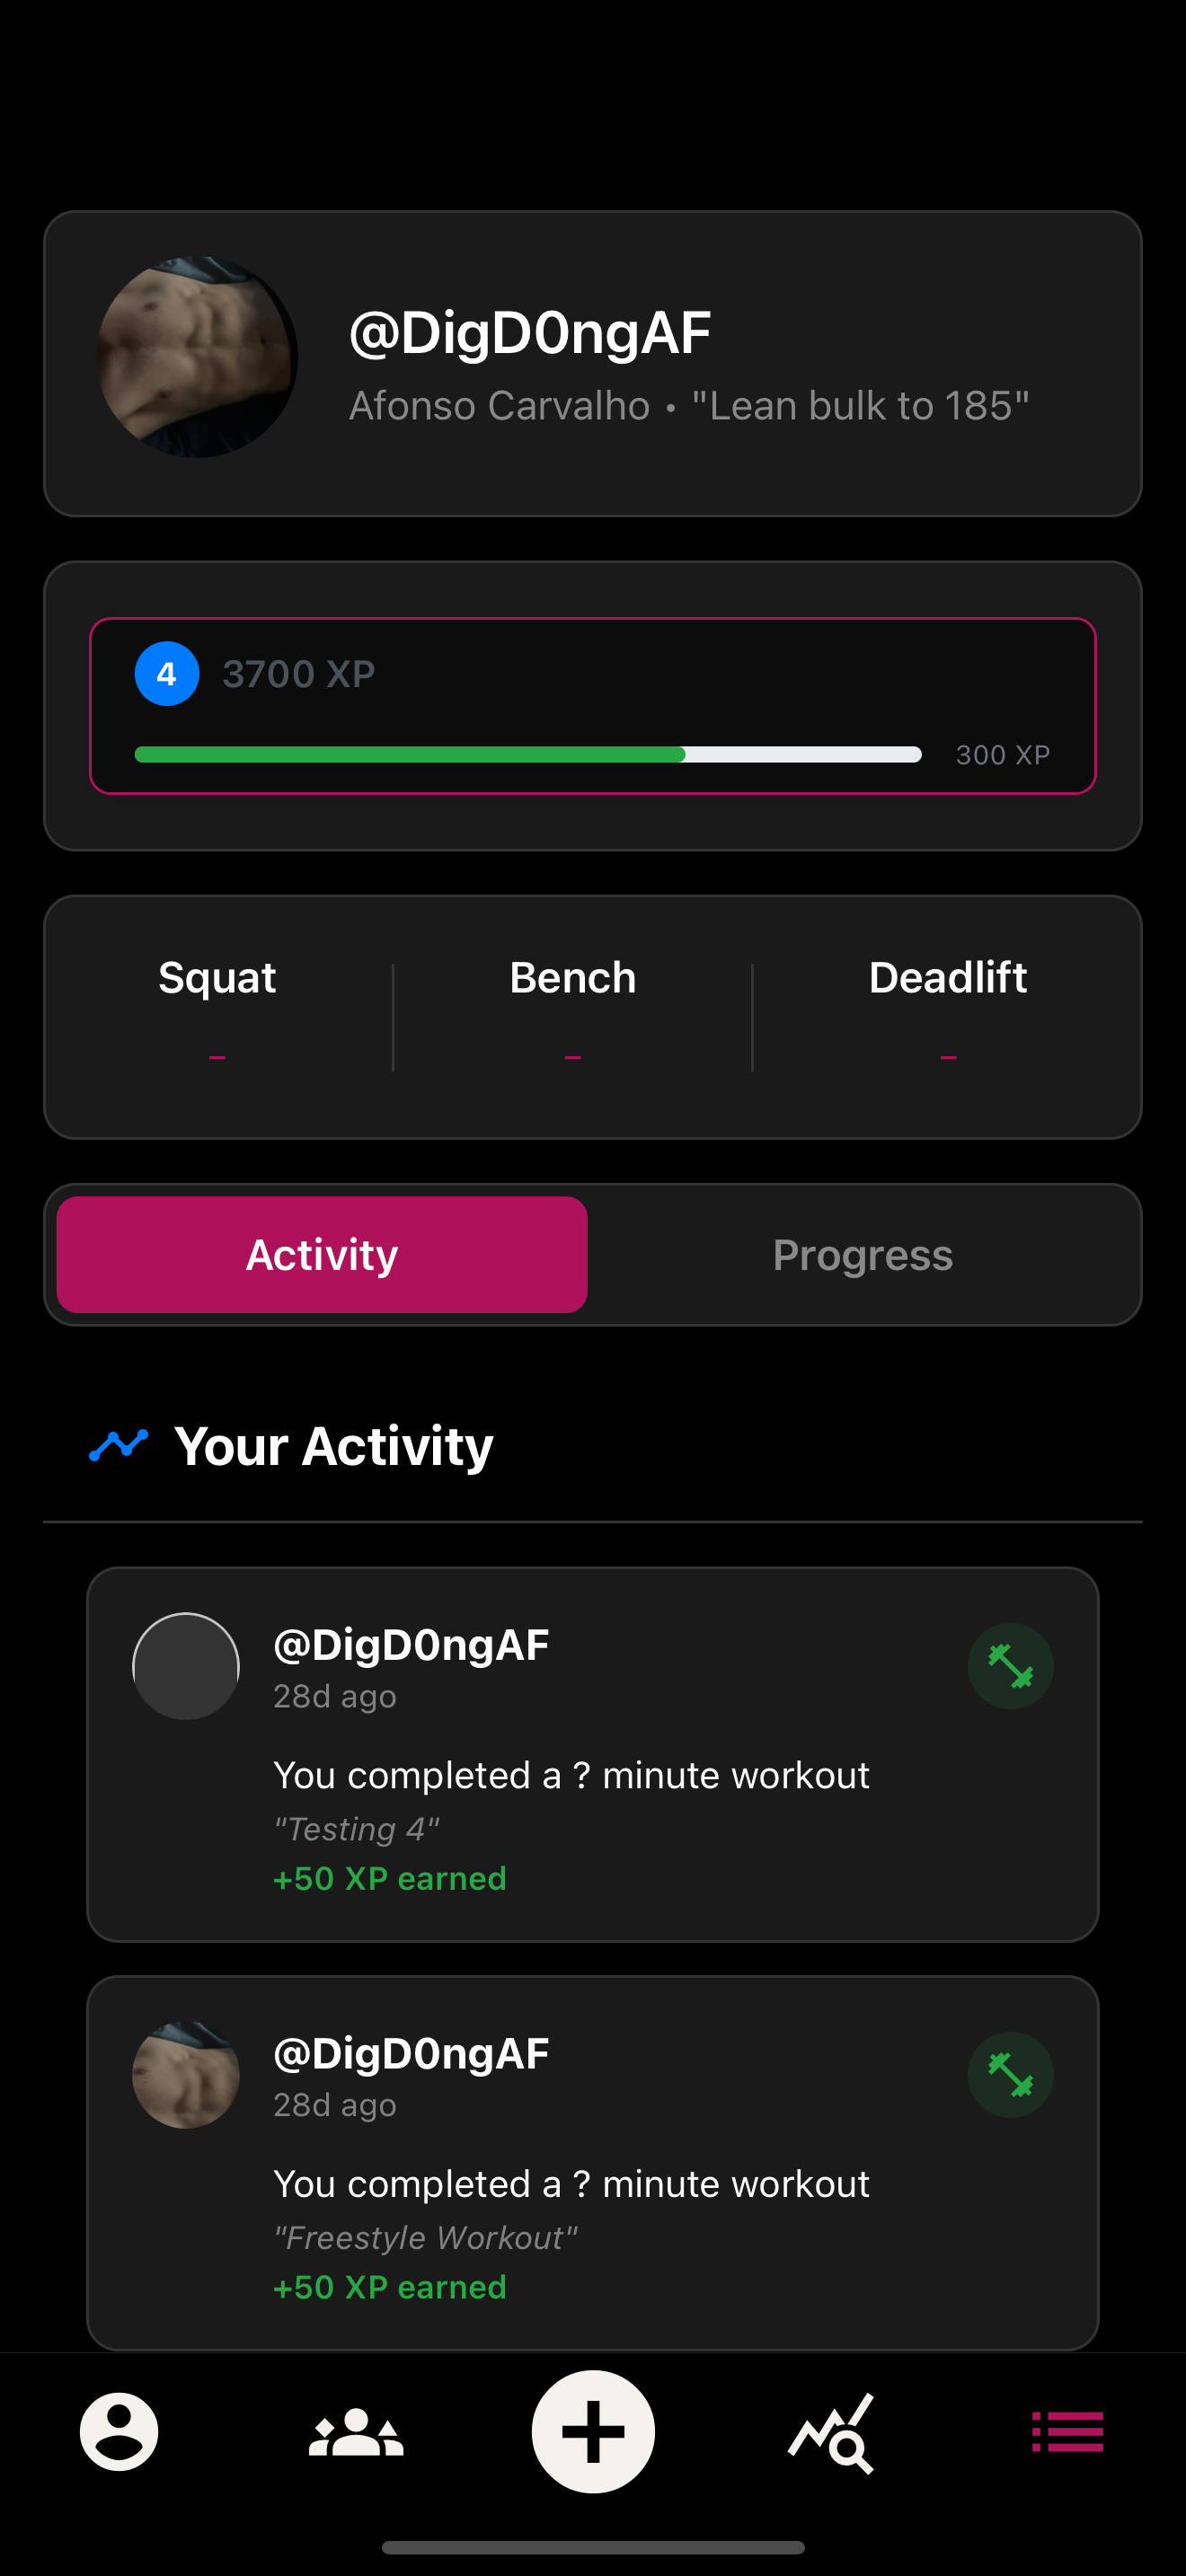 @DigD0ngAF
Afonso Carvalho • "Lean bulk to 185"
4 3700 XP
300 XP
Squat Bench Deadlift
– – –
Activity Progress
Your Activity
@DigD0ngAF
28d ago
You completed a ? minute workout
"Testing 4"
+50 XP earned
@DigD0ngAF
28d ago
You completed a ? minute workout
"Freestyle Workout"
+50 XP earned